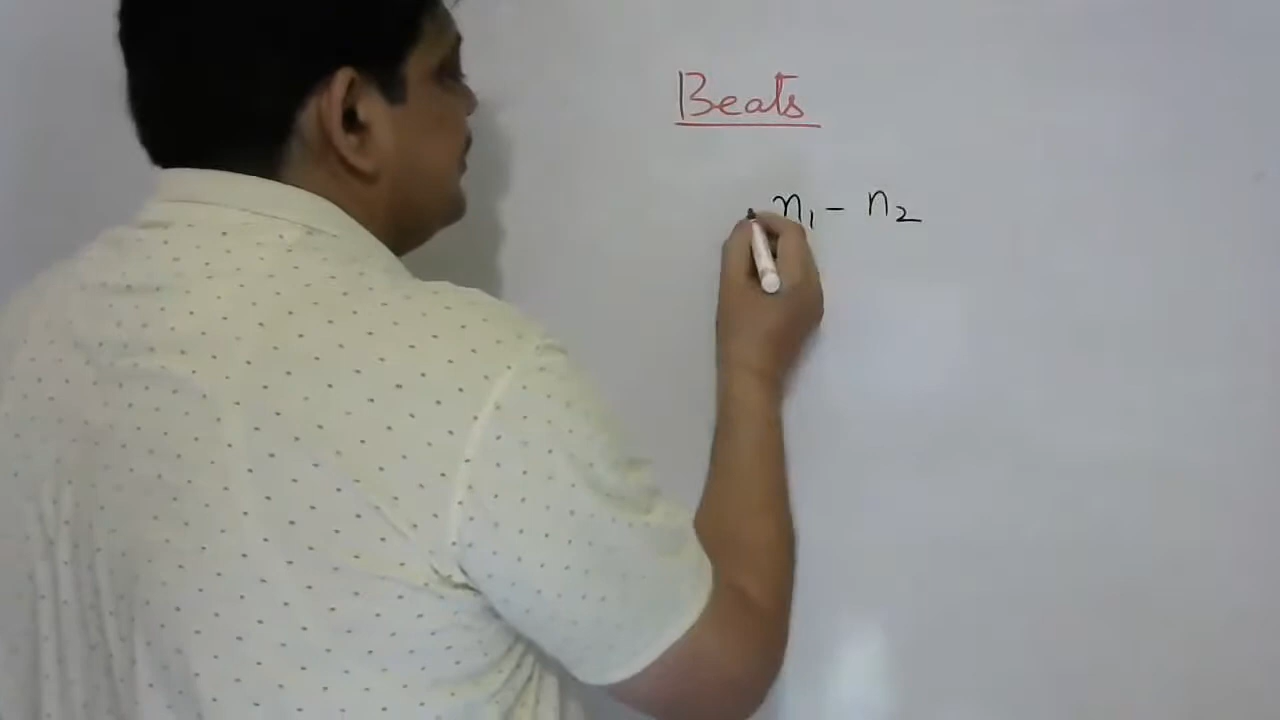 Beats
n₁ - n₂